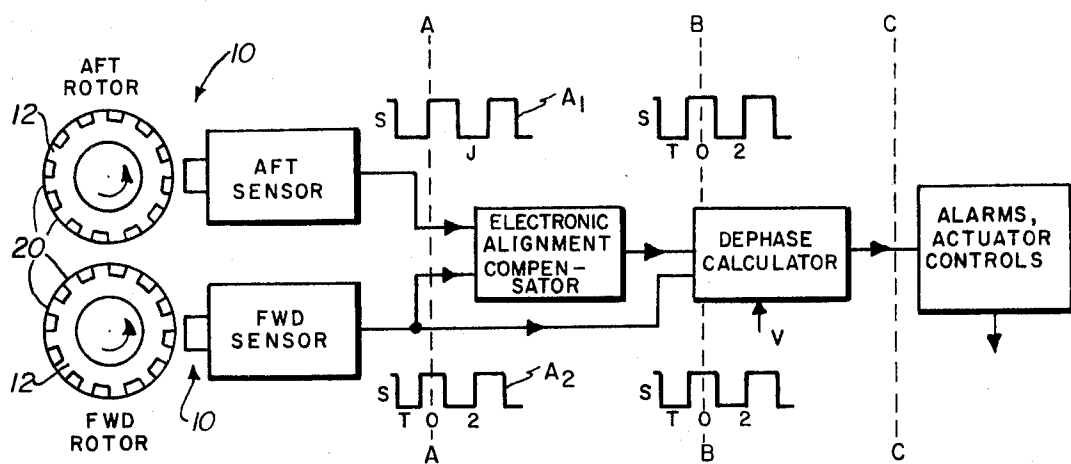 A
B
C
AFT
ROTOR
10
12
S
A1
J
S
T O 2
AFT
SENSOR
ELECTRONIC
ALIGNMENT
COMPEN-
SATOR
DEPHASE
CALCULATOR
ALARMS,
ACTUATOR
CONTROLS
20
FWD
SENSOR
V
12
10
S
A2
T O 2
S
T O 2
FWD
ROTOR
A
B
C